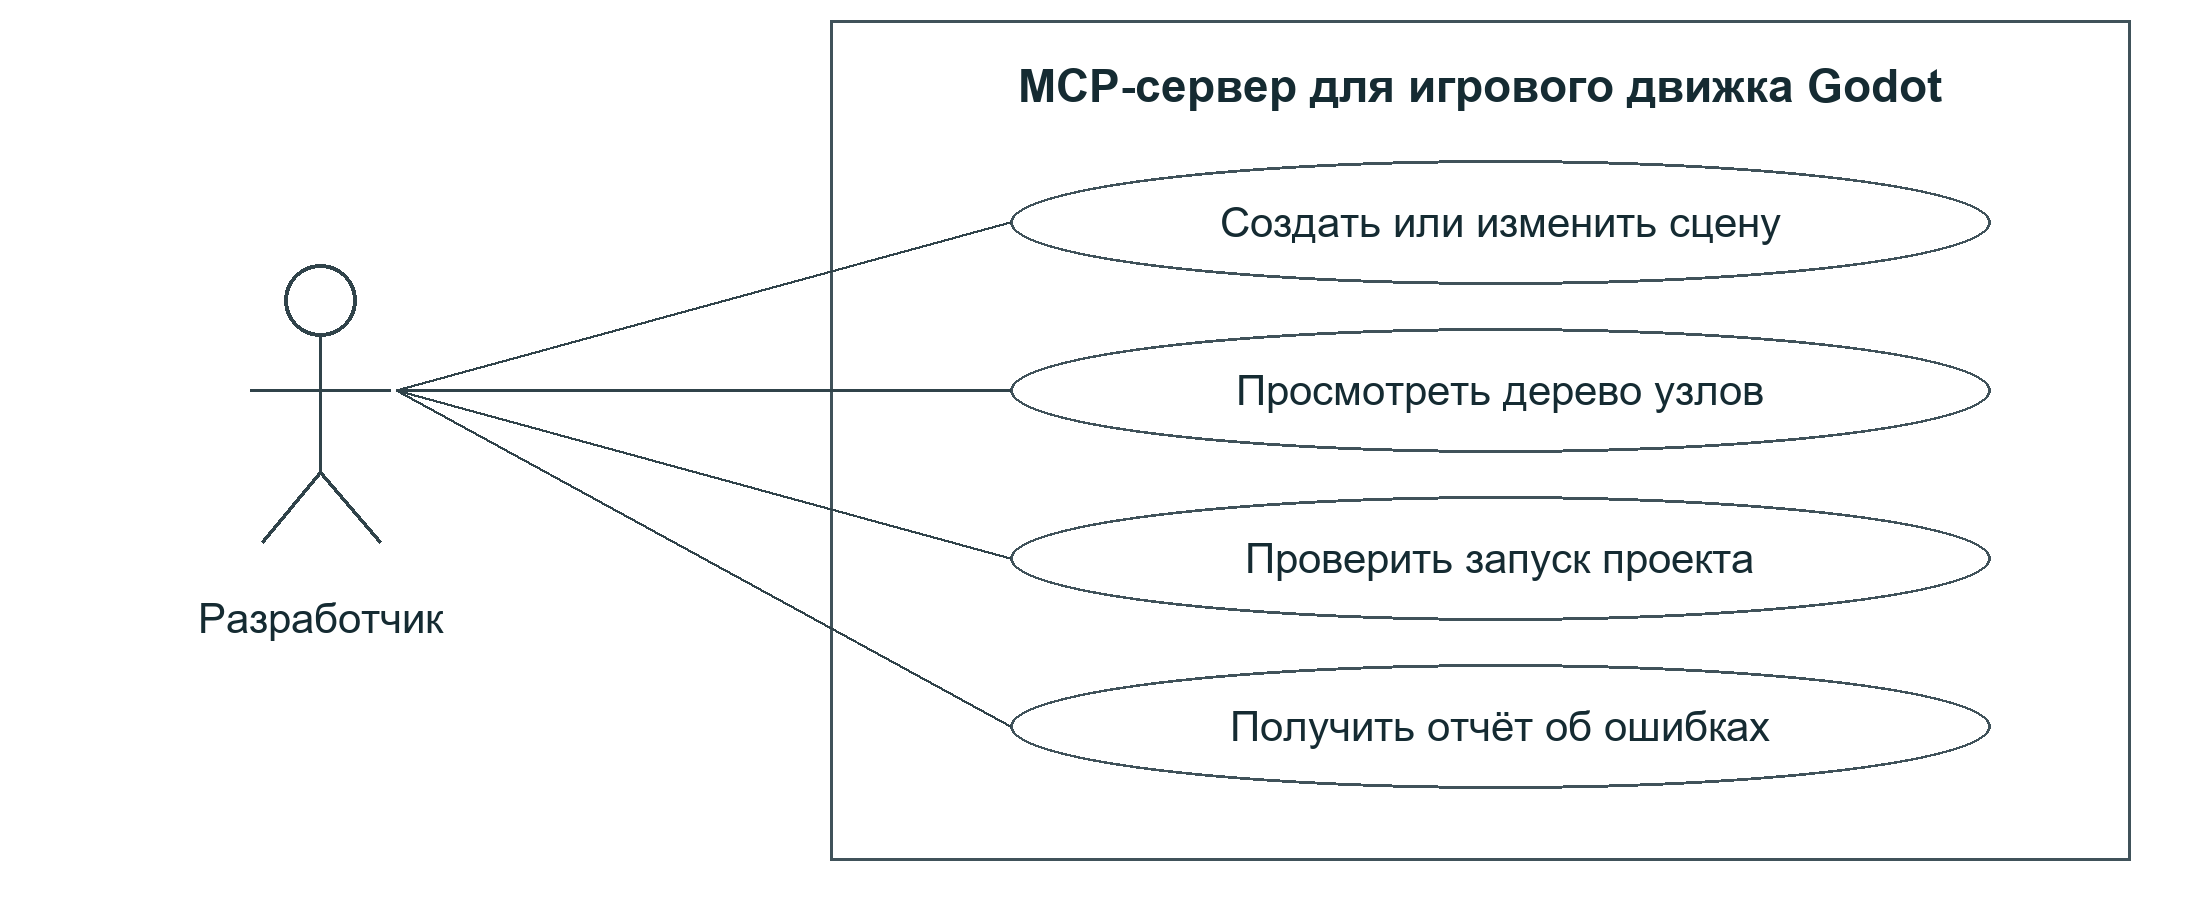 MCP-сервер для игрового движка Godot
Создать или изменить сцену
Просмотреть дерево узлов
Проверить запуск проекта
Получить отчёт об ошибках
Разработчик